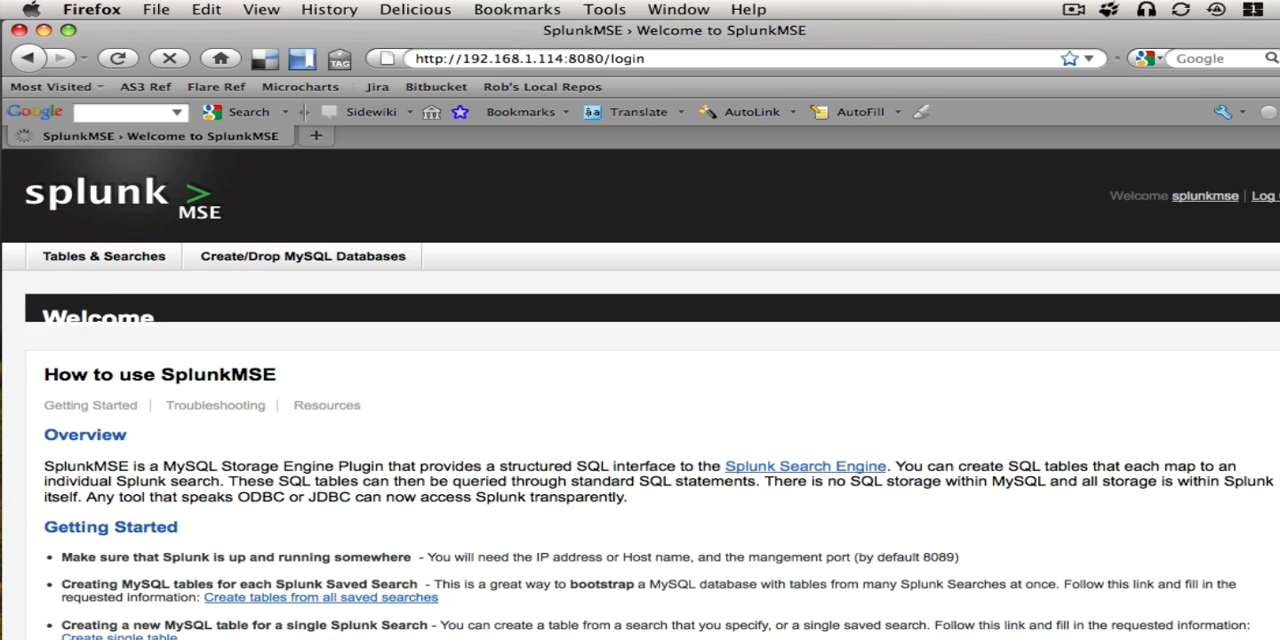 Firefox File Edit View History Delicious Bookmarks Tools Window Help
SplunkMSE › Welcome to SplunkMSE
TAG http://192.168.1.114:8080/login Google
Most Visited AS3 Ref Flare Ref Microcharts Jira Bitbucket Rob's Local Repos
Google Search Sidewiki Bookmarks Translate AutoLink AutoFill
SplunkMSE › Welcome to SplunkMSE +
splunk >
MSE
Welcome splunkmse | Log
Tables & Searches Create/Drop MySQL Databases
Welcome
How to use SplunkMSE
Getting Started | Troubleshooting | Resources
Overview
SplunkMSE is a MySQL Storage Engine Plugin that provides a structured SQL interface to the Splunk Search Engine. You can create SQL tables that each map to an
individual Splunk search. These SQL tables can then be queried through standard SQL statements. There is no SQL storage within MySQL and all storage is within Splunk
itself. Any tool that speaks ODBC or JDBC can now access Splunk transparently.
Getting Started
• Make sure that Splunk is up and running somewhere - You will need the IP address or Host name, and the mangement port (by default 8089)
• Creating MySQL tables for each Splunk Saved Search - This is a great way to bootstrap a MySQL database with tables from many Splunk Searches at once. Follow this link and fill in the
requested information: Create tables from all saved searches
• Creating a new MySQL table for a single Splunk Search - You can create a table from a search that you specify, or a single saved search. Follow this link and fill in the requested information:
Create single table